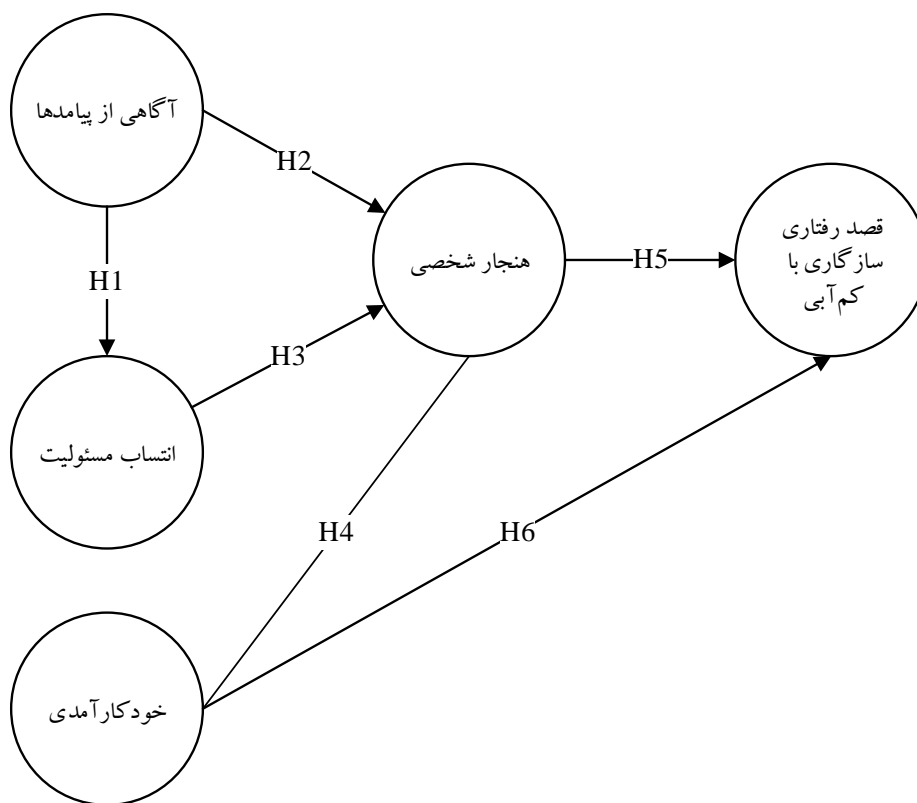 آگاهی از پیامدها
H2
H1
هنجار شخصی
H5
قصد رفتاری
سازگاری با
کم‌آبی
H3
انتساب مسئولیت
H4
H6
خودکارآمدی